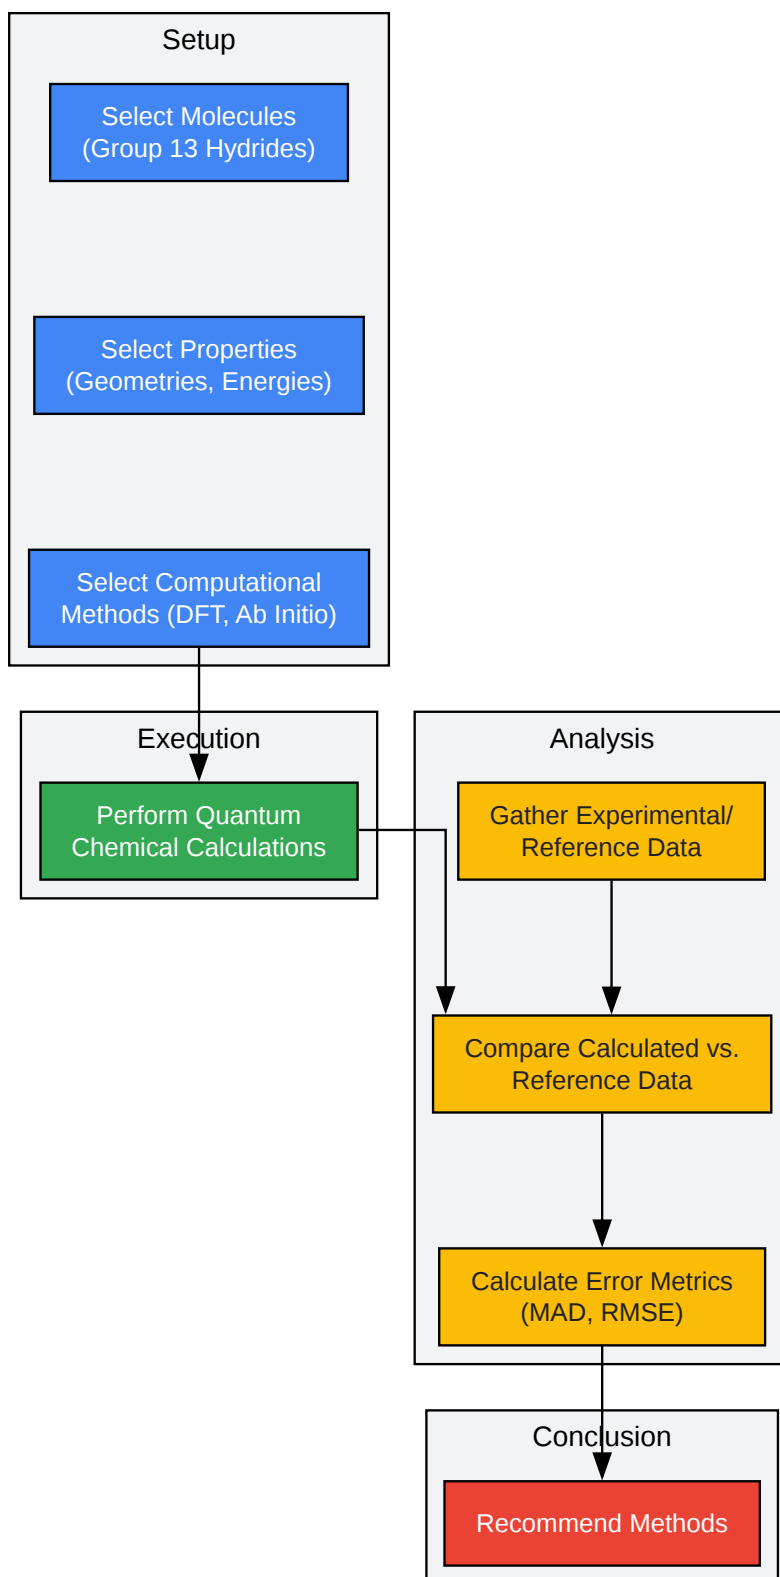 Setup
Select Molecules
(Group 13 Hydrides)
Select Properties
(Geometries, Energies)
Select Computational
Methods (DFT, Ab Initio)
Execution
Perform Quantum
Chemical Calculations
Analysis
Gather Experimental/
Reference Data
Compare Calculated vs.
Reference Data
Calculate Error Metrics
(MAD, RMSE)
Conclusion
Recommend Methods